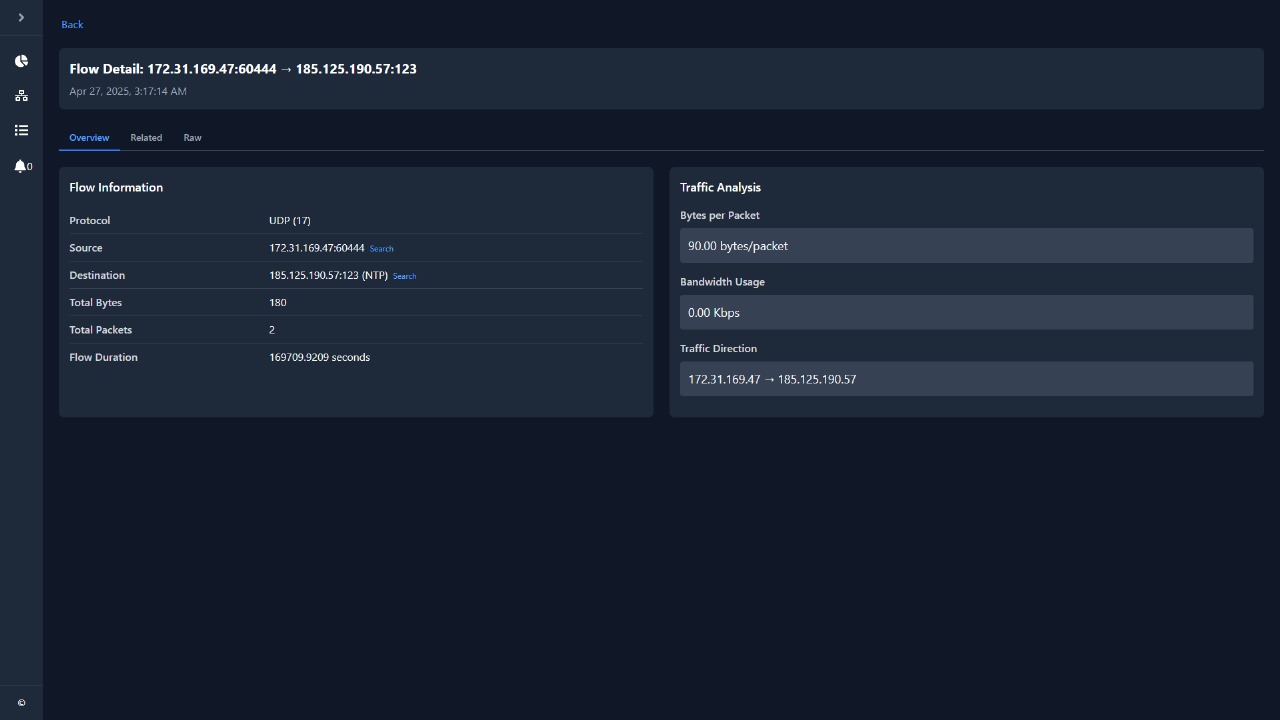 Back
Flow Detail: 172.31.169.47:60444 → 185.125.190.57:123
Apr 27, 2025, 3:17:14 AM
Overview Related Raw
0
Flow Information
Protocol UDP (17)
Source 172.31.169.47:60444 Search
Destination 185.125.190.57:123 (NTP) Search
Total Bytes 180
Total Packets 2
Flow Duration 169709.9209 seconds
Traffic Analysis
Bytes per Packet
90.00 bytes/packet
Bandwidth Usage
0.00 Kbps
Traffic Direction
172.31.169.47 → 185.125.190.57
©